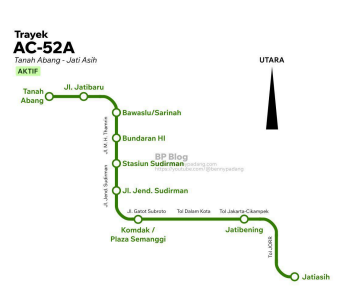 Trayek
AC-52A
Tanah Abang - Jati Asih
AKTIF
UTARA
Tanah
Abang
Jl. Jatibaru
Bawaslu/Sarinah
Jl. M. H. Thamrin
Bundaran HI
BP Blog
Stasiun Sudirman
Jl. Jend. Sudirman
Jl. Jend. Sudirman
Jl. Gatot Subroto
Tol Dalam Kota
Tol Jakarta-Cikampek
Komdak /
Plaza Semanggi
Jatibening
Tol JORR
Jatiasih